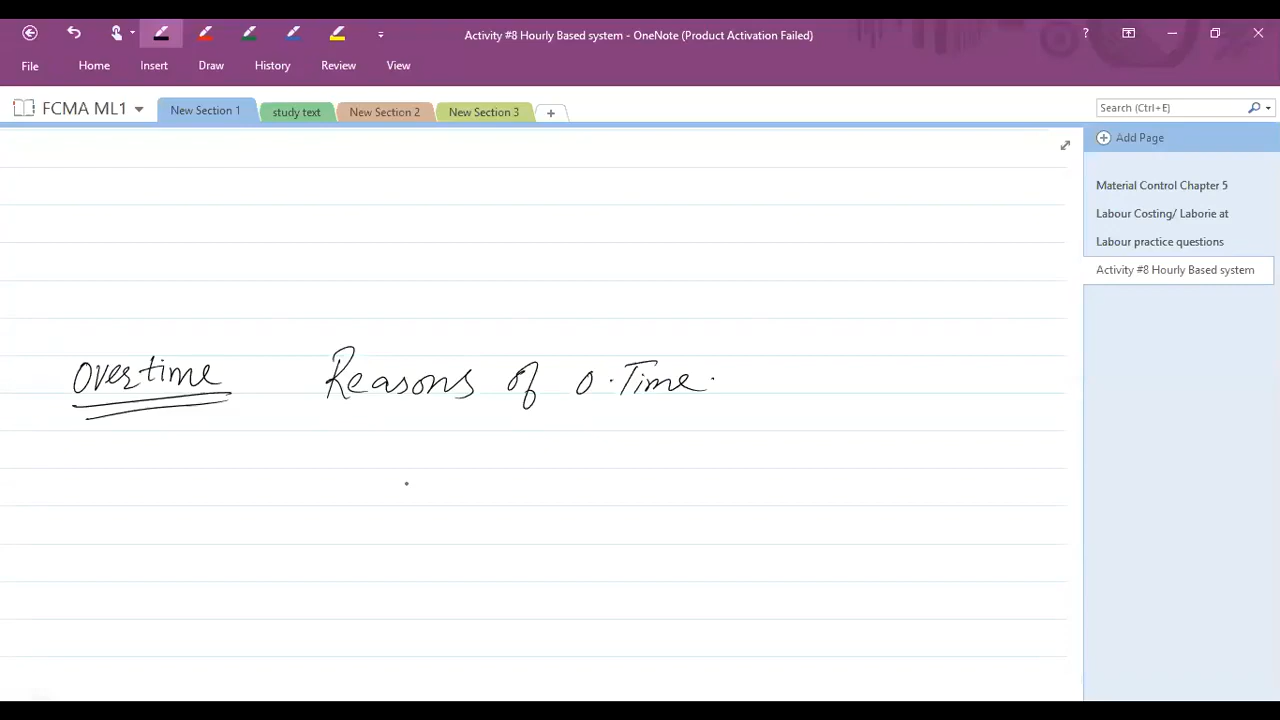 Activity #8 Hourly Based system - OneNote (Product Activation Failed)
?
File Home Insert Draw History Review View
FCMA ML1 New Section 1 study text New Section 2 New Section 3 + Search (Ctrl+E)
Add Page
Material Control Chapter 5
Labour Costing/ Laborie at
Labour practice questions
Activity #8 Hourly Based system
Overtime Reasons of O.Time.